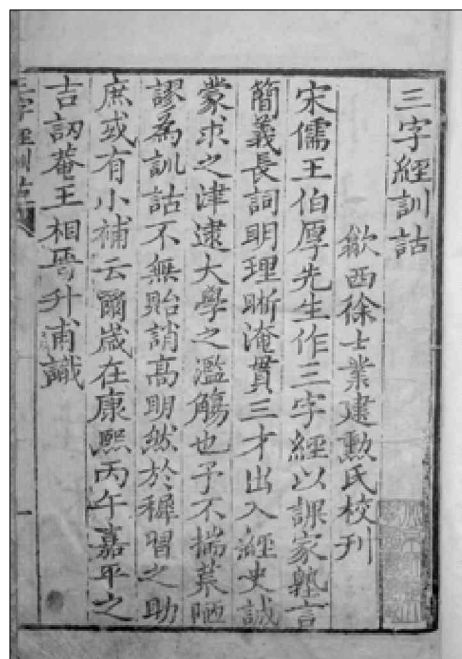 三字經訓詁
歙西徐士業建勲氏校刊
宋儒王伯厚先生作三字經以課家塾言
簡義長詞明理晰淹貫三才出入經史誠
蒙求之津逮大學之濫觴也予不揣荒陋
謬為訓詁不無貽誚高明然於穉習之助
庶或有小補云爾歲在康熙丙午嘉平之
吉訒菴王相晉升甫識
三字經訓詁
一